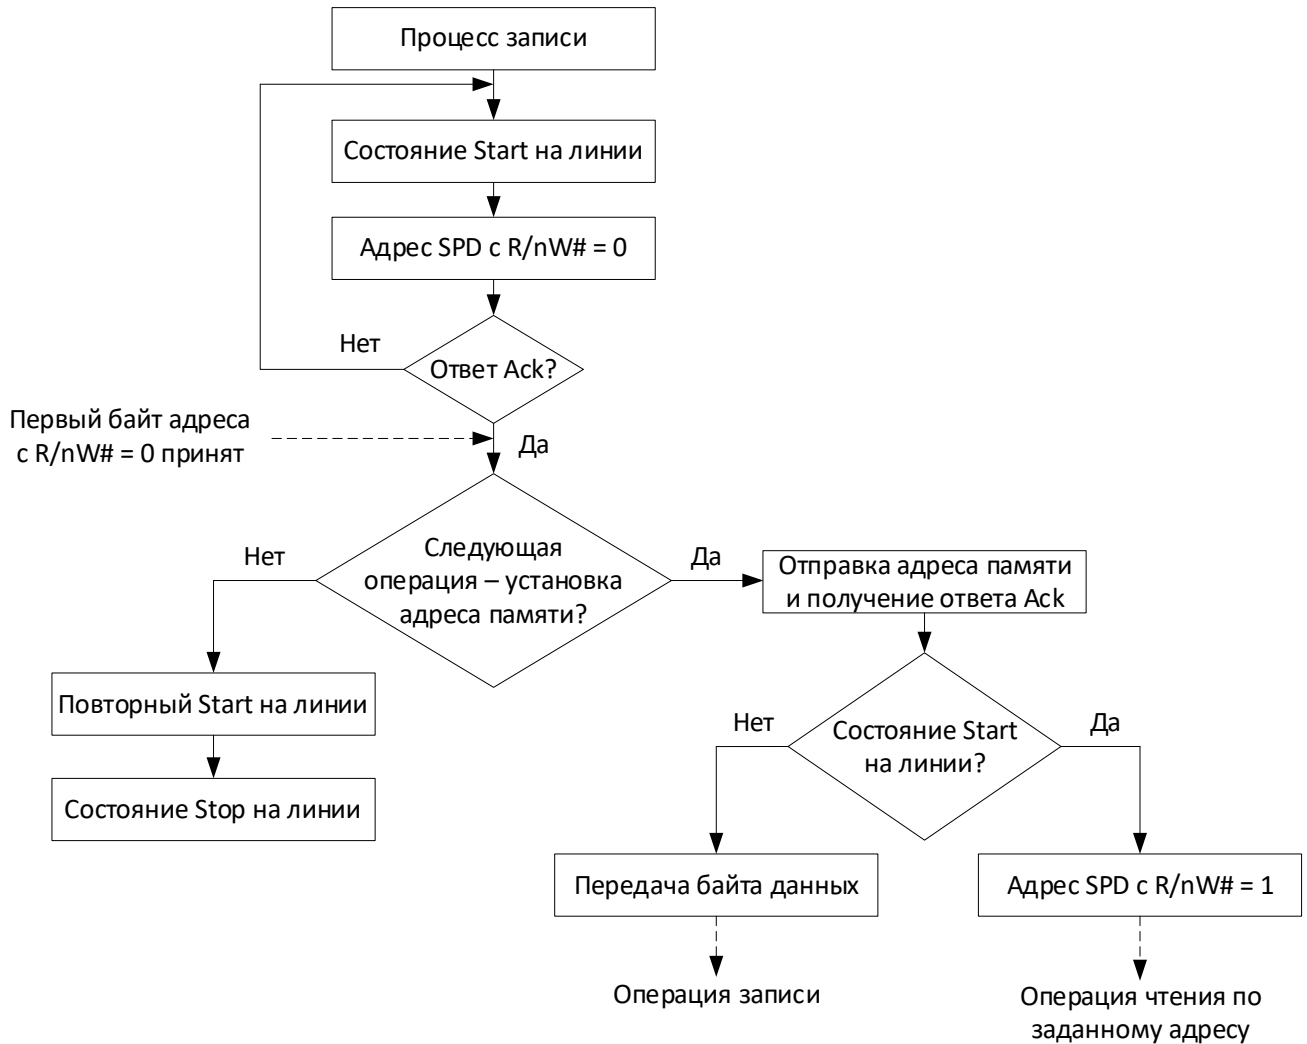 Процесс записи
Состояние Start на линии
Адрес SPD с R/nW# = 0
Нет
Ответ Ack?
Первый байт адреса
с R/nW# = 0 принят
Да
Следующая
операция – установка
адреса памяти?
Нет
Да
Отправка адреса памяти
и получение ответа Ack
Повторный Start на линии
Состояние Stop на линии
Состояние Start
на линии?
Нет
Да
Передача байта данных
Адрес SPD с R/nW# = 1
Операция записи
Операция чтения по
заданному адресу